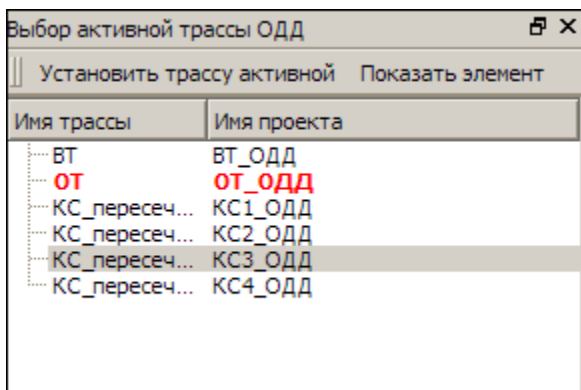 Выбор активной трассы ОДД
Установить трассу активной Показать элемент
Имя трассы Имя проекта
ВТ ВТ_ОДД
ОТ ОТ_ОДД
КС_пересеч... КС1_ОДД
КС_пересеч... КС2_ОДД
КС_пересеч... КС3_ОДД
КС_пересеч... КС4_ОДД